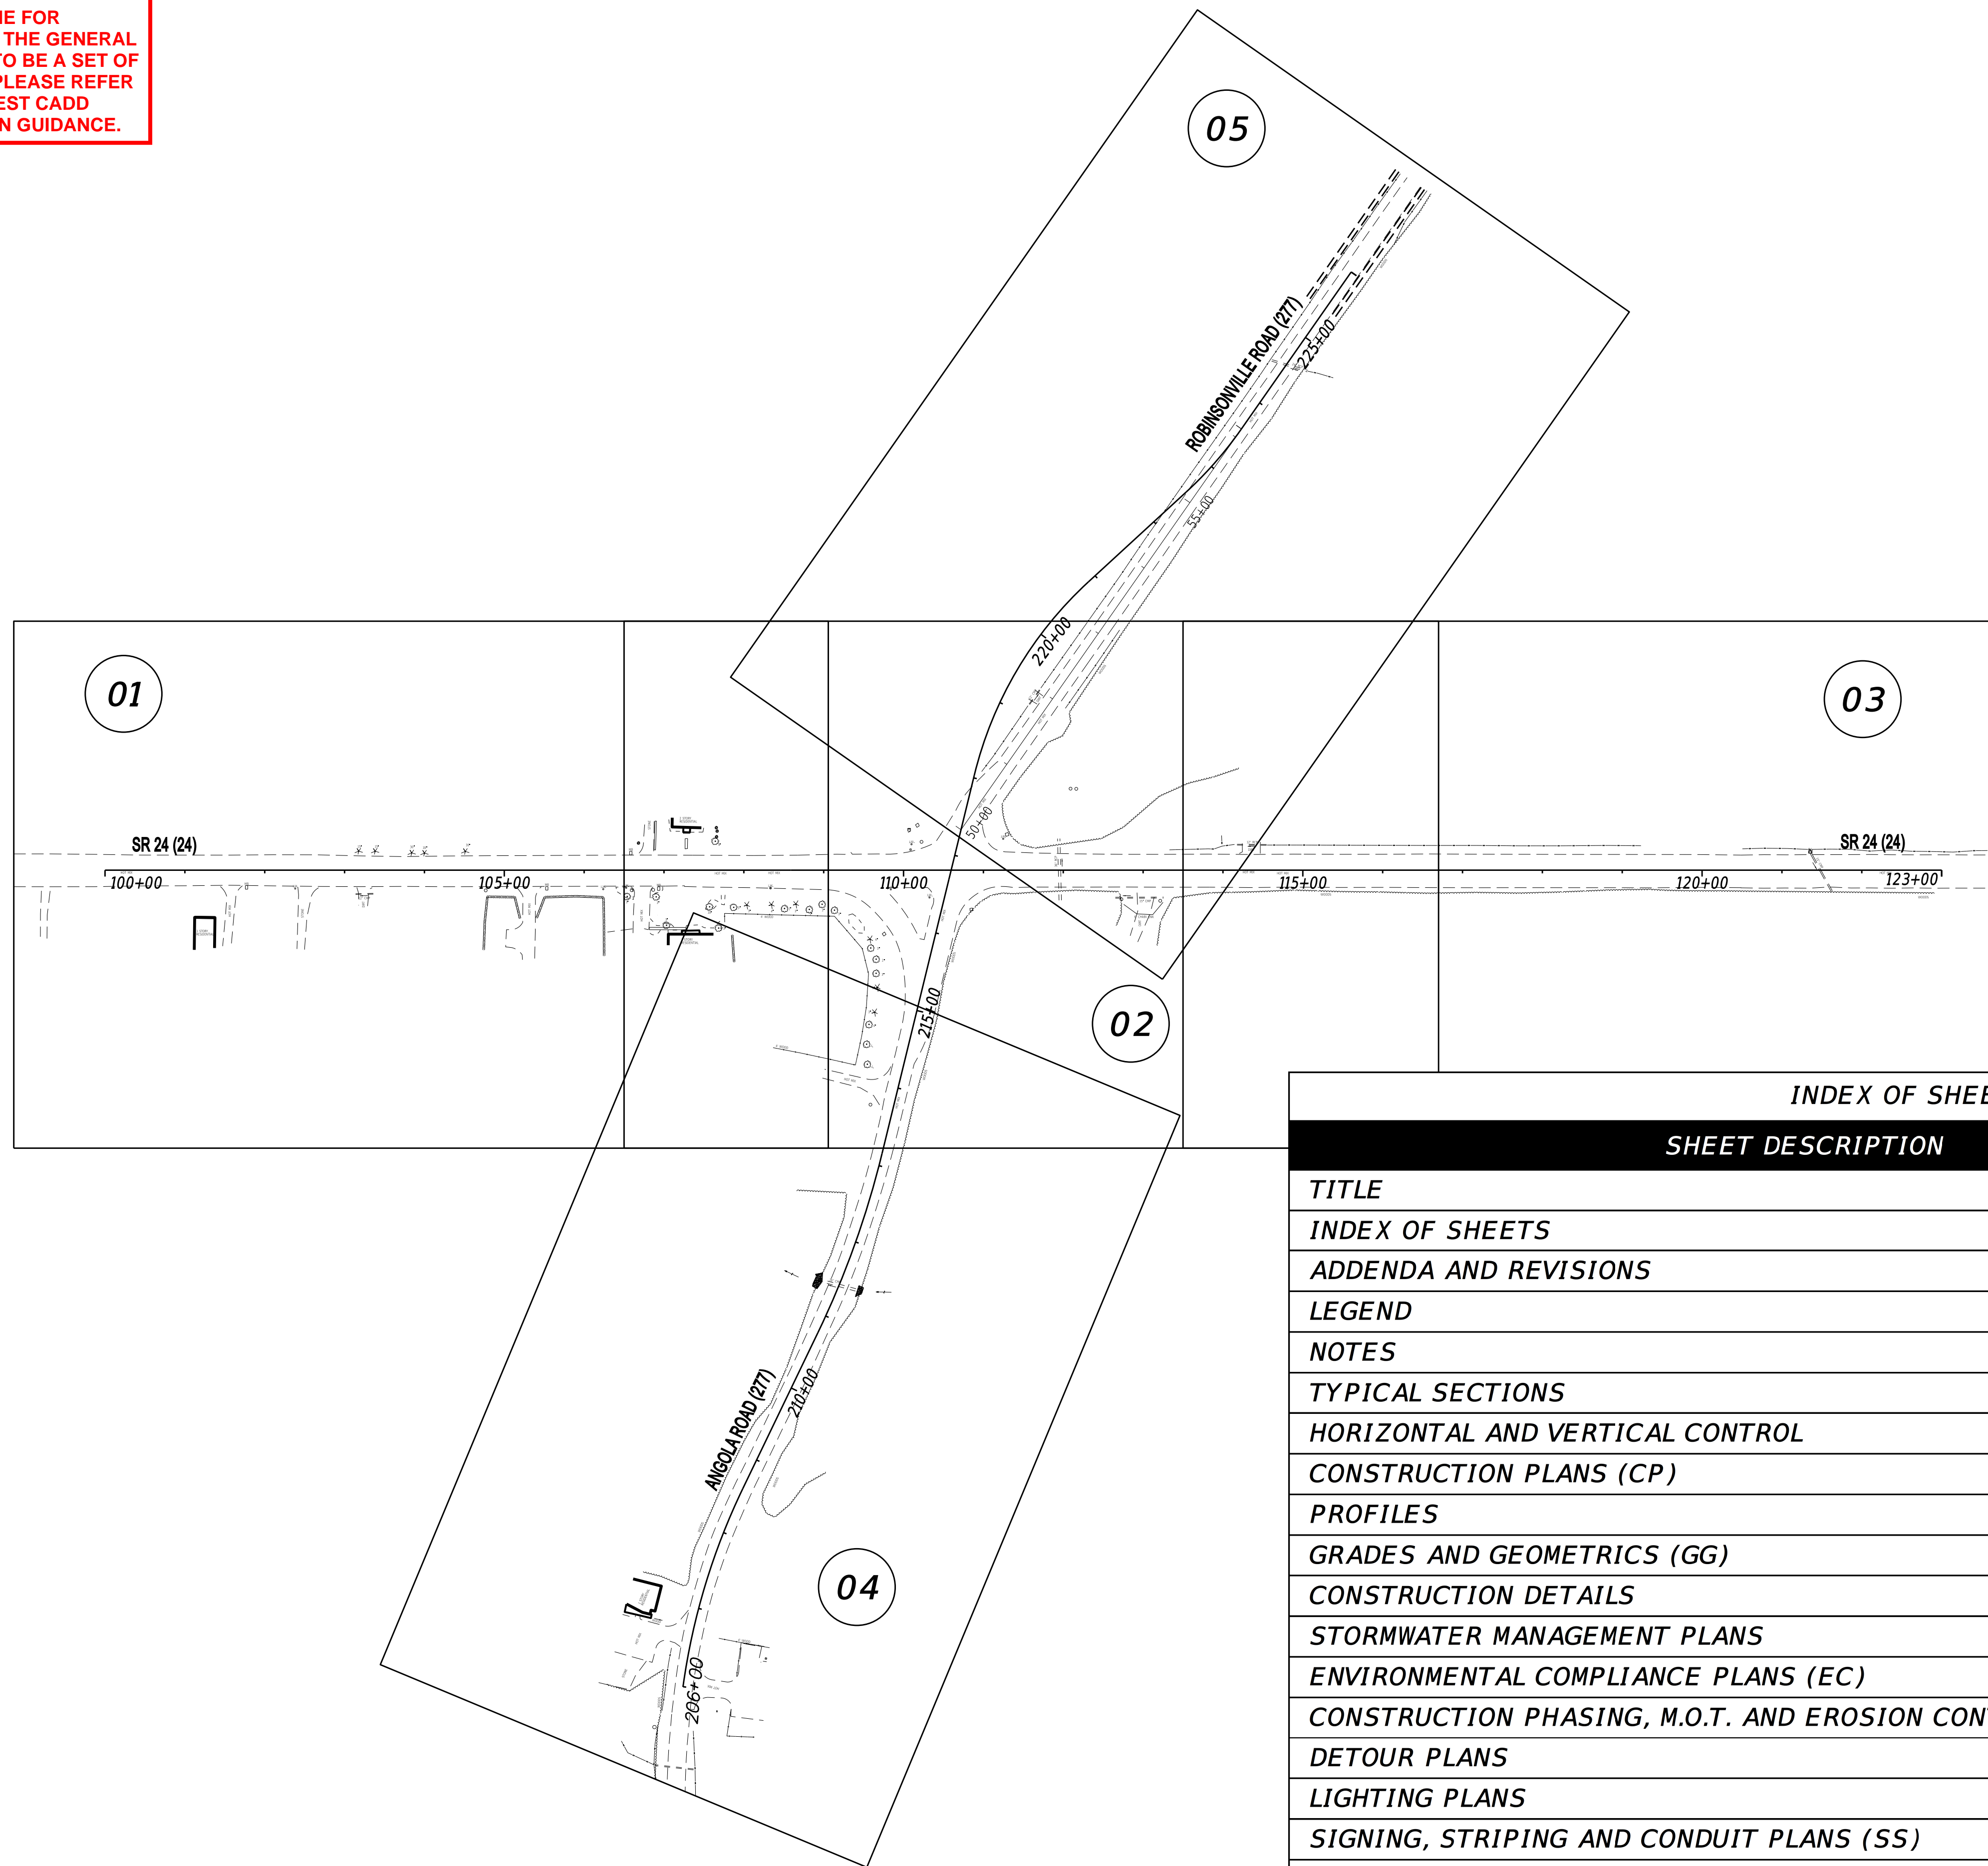 NE FOR
THE GENERAL
TO BE A SET OF
PLEASE REFER
EST CADD
N GUIDANCE.
05
ROBINSONVILLE ROAD (277)
225+00
55+00
220+00
01
03
50+00
SR 24 (24)
SR 24 (24)
100+00
105+00
110+00
115+00
120+00
123+00
215+00
02
INDEX OF SHEE
SHEET DESCRIPTION
TITLE
INDEX OF SHEETS
ADDENDA AND REVISIONS
LEGEND
NOTES
TYPICAL SECTIONS
HORIZONTAL AND VERTICAL CONTROL
CONSTRUCTION PLANS (CP)
PROFILES
GRADES AND GEOMETRICS (GG)
CONSTRUCTION DETAILS
STORMWATER MANAGEMENT PLANS
ENVIRONMENTAL COMPLIANCE PLANS (EC)
CONSTRUCTION PHASING, M.O.T. AND EROSION CON
DETOUR PLANS
LIGHTING PLANS
SIGNING, STRIPING AND CONDUIT PLANS (SS)
210+00
ANGOLA ROAD (277)
04
206+00